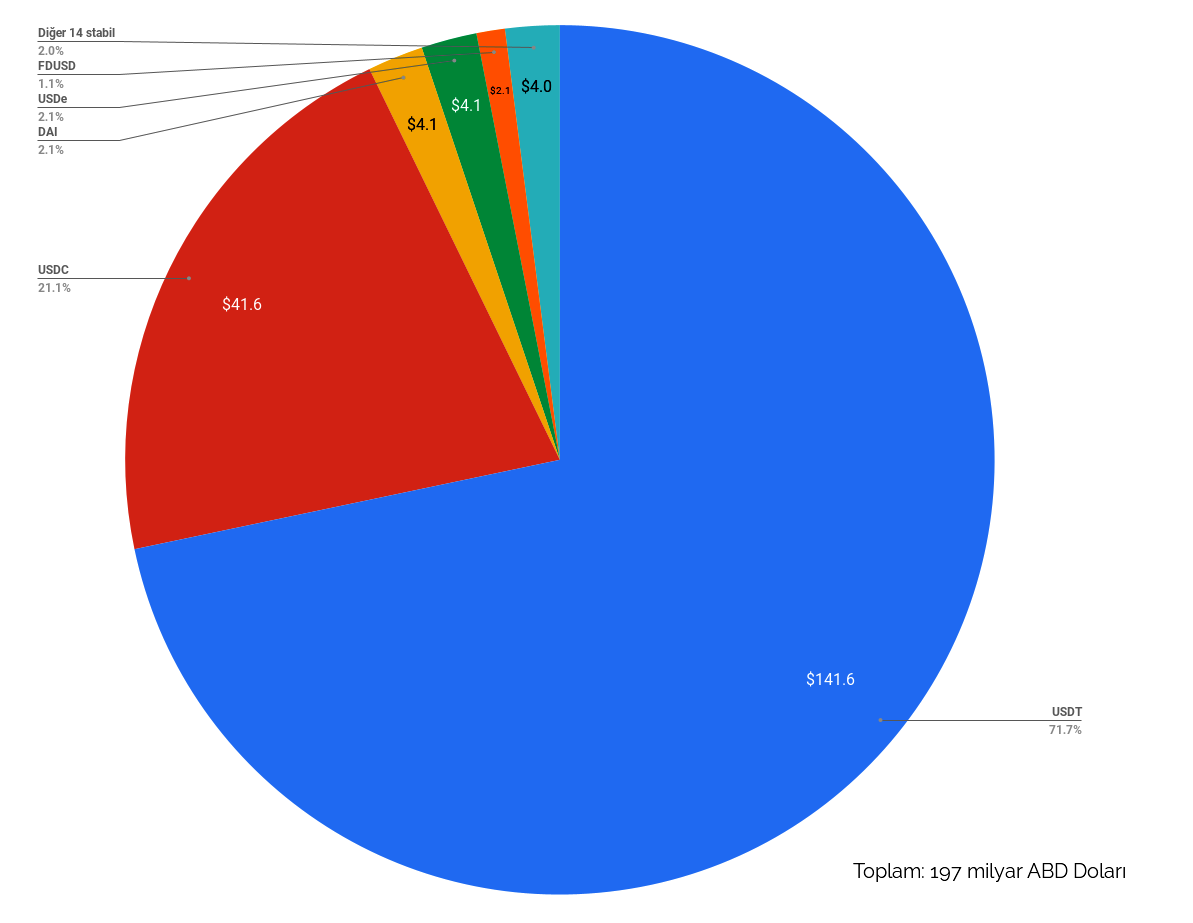 Diğer 14 stabil
2.0%
FDUSD
1.1%
USDe
2.1%
DAI
2.1%
$4.1
$4.1
$2.1
$4.0
USDC
21.1%
$41.6
$141.6
USDT
71.7%
Toplam: 197 milyar ABD Doları